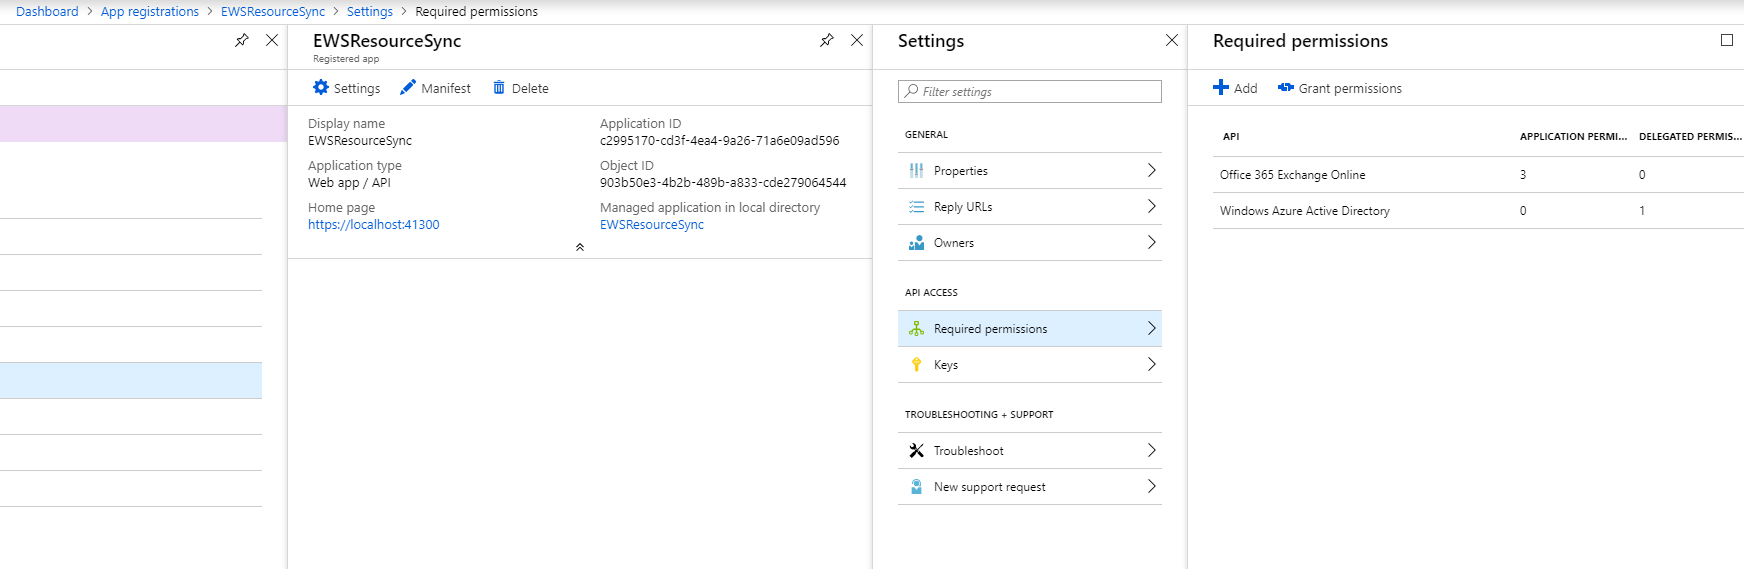 Dashboard > App registrations > EWSResourceSync > Settings > Required permissions
EWSResourceSync
Registered app
Settings Manifest Delete
Display name
EWSResourceSync
Application type
Web app / API
Home page
https://localhost:41300
Application ID
c2995170-cd3f-4ea4-9a26-71a6e09ad596
Object ID
903b50e3-4b2b-489b-a833-cde279064544
Managed application in local directory
EWSResourceSync
Settings
Filter settings
GENERAL
Properties
Reply URLs
Owners
API ACCESS
Required permissions
Keys
TROUBLESHOOTING + SUPPORT
Troubleshoot
New support request
Required permissions
Add Grant permissions
API APPLICATION PERMI... DELEGATED PERMIS...
Office 365 Exchange Online 3 0
Windows Azure Active Directory 0 1